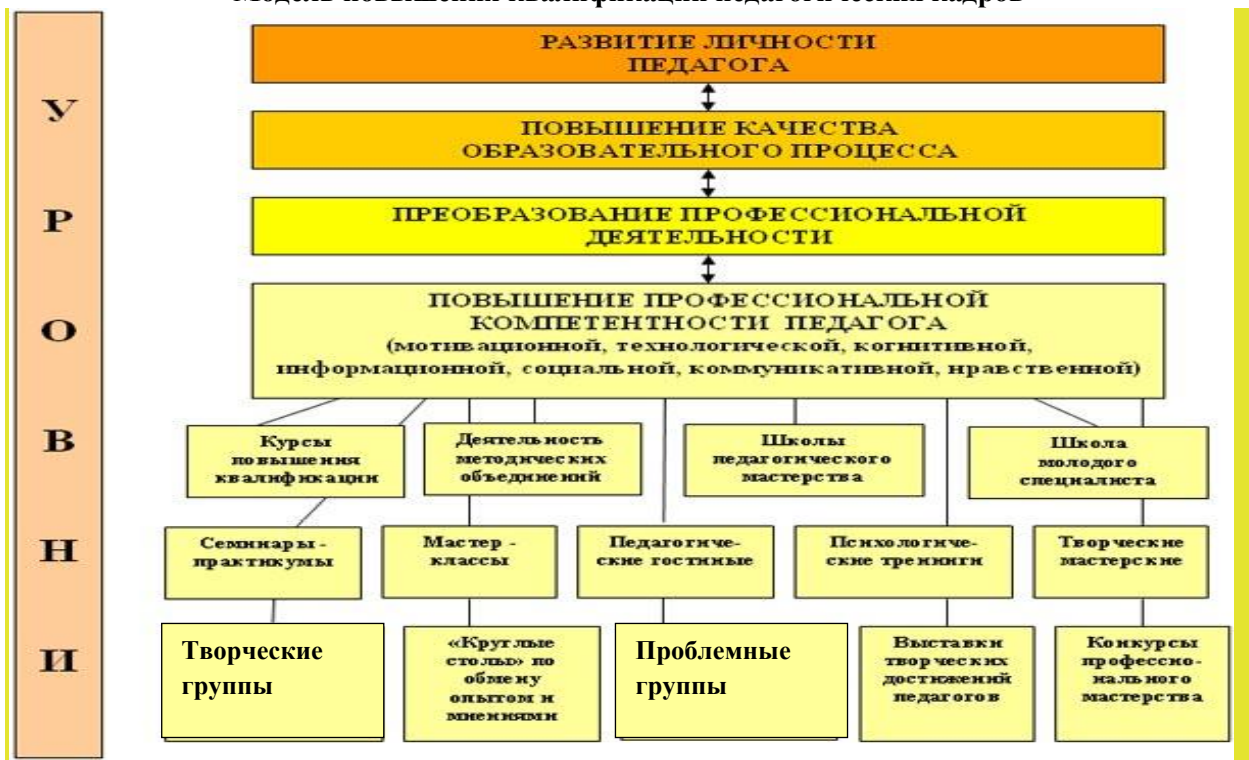 Модель повышения квалификации педагогических кадров
У
Р
О
В
Н
И
РАЗВИТИЕ ЛИЧНОСТИ
ПЕДАГОГА
ПОВЫШЕНИЕ КАЧЕСТВА
ОБРАЗОВАТЕЛЬНОГО ПРОЦЕССА
ПРЕОБРАЗОВАНИЕ ПРОФЕССИОНАЛЬНОЙ
ДЕЯТЕЛЬНОСТИ
ПОВЫШЕНИЕ ПРОФЕССИОНАЛЬНОЙ
КОМПЕТЕНТНОСТИ ПЕДАГОГА
(мотивационной, технологической, когнитивной,
информационной, социальной, коммуникативной, нравственной)
Курсы
повышения
квалификации
Деятельность
методических
объединений
Школы
педагогического
мастерства
Школа
молодого
специалиста
Семинары -
практикумы
Мастер -
классы
Педагогиче-
ские гостиные
Психологиче-
ские тренинги
Творческие
мастерские
Творческие
группы
«Круглые
столы» по
обмену
опытом и
мнениями
Проблемные
группы
Выставки
творческих
достижений
педагогов
Конкурсы
профессио-
нального
мастерства